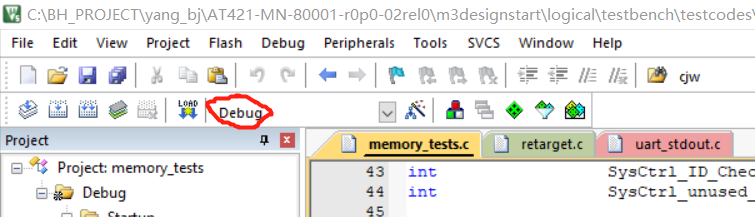 C:\BH_PROJECT\yang_bj\AT421-MN-80001-r0p0-02rel0\m3designstart\logical\testbench\testcodes\
File Edit View Project Flash Debug Peripherals Tools SVCS Window Help
cjw
LOAD Debug
Project memory_tests.c retarget.c uart_stdout.c
Project: memory_tests 43 int SysCtrl_ID_Chec
Debug 44 int SysCtrl_unused_
Startup 45